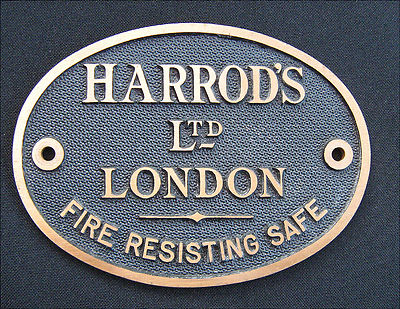 HARROD'S
LTD
LONDON
FIRE RESISTING SAFE